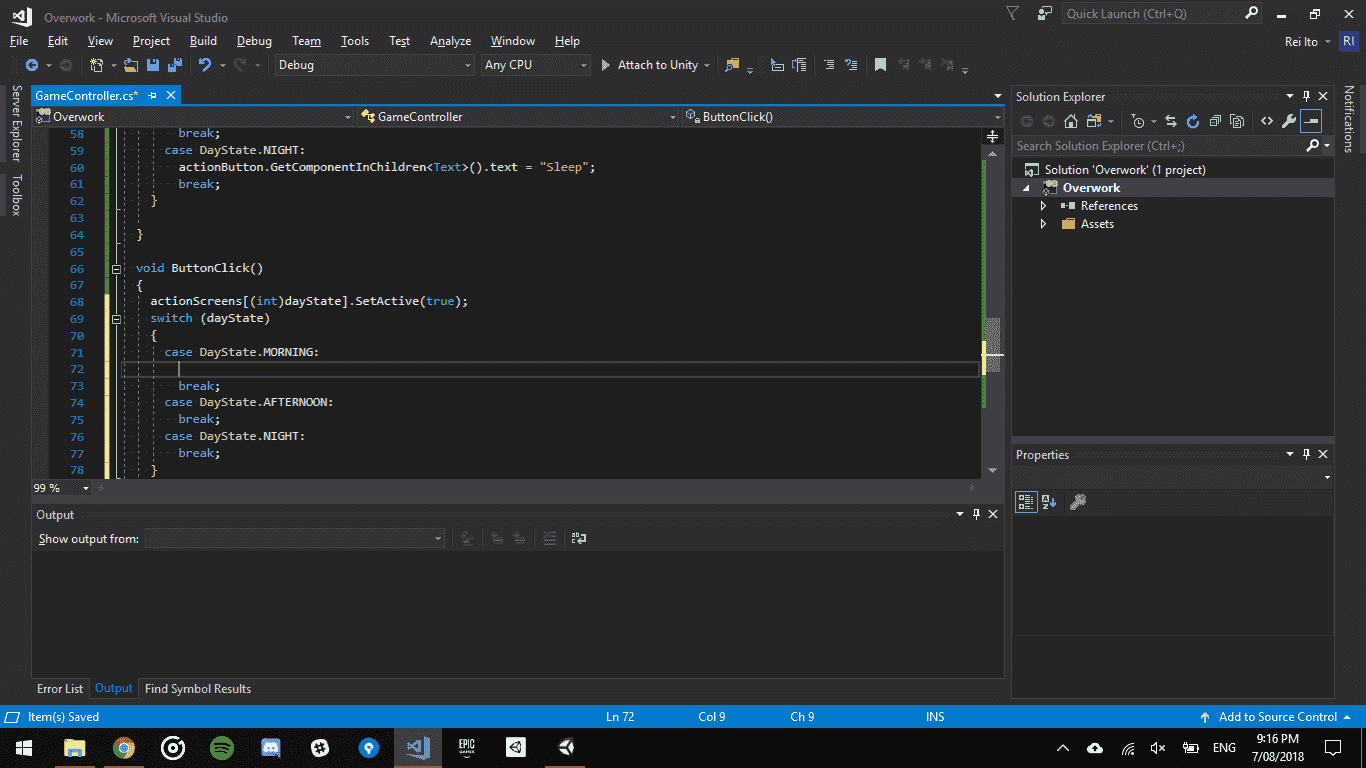 Overwork - Microsoft Visual Studio
Quick Launch (Ctrl+Q)
File Edit View Project Build Debug Team Tools Test Analyze Window Help
Rei Ito RI
Debug Any CPU Attach to Unity
Server Explorer
Toolbox
GameController.cs*
Overwork GameController ButtonClick()
58 break;
59 case DayState.NIGHT:
60 actionButton.GetComponentInChildren<Text>().text = "Sleep";
61 break;
62 }
63
64 }
65
66 void ButtonClick()
67 {
68 actionScreens[(int)dayState].SetActive(true);
69 switch (dayState)
70 {
71 case DayState.MORNING:
72
73 break;
74 case DayState.AFTERNOON:
75 break;
76 case DayState.NIGHT:
77 break;
78 }
99 %
Output
Show output from:
Error List Output Find Symbol Results
Solution Explorer
Search Solution Explorer (Ctrl+;)
Solution 'Overwork' (1 project)
Overwork
References
Assets
Properties
Notifications
Item(s) Saved Ln 72 Col 9 Ch 9 INS Add to Source Control
EPIC
GAMES
ENG
9:16 PM
7/08/2018